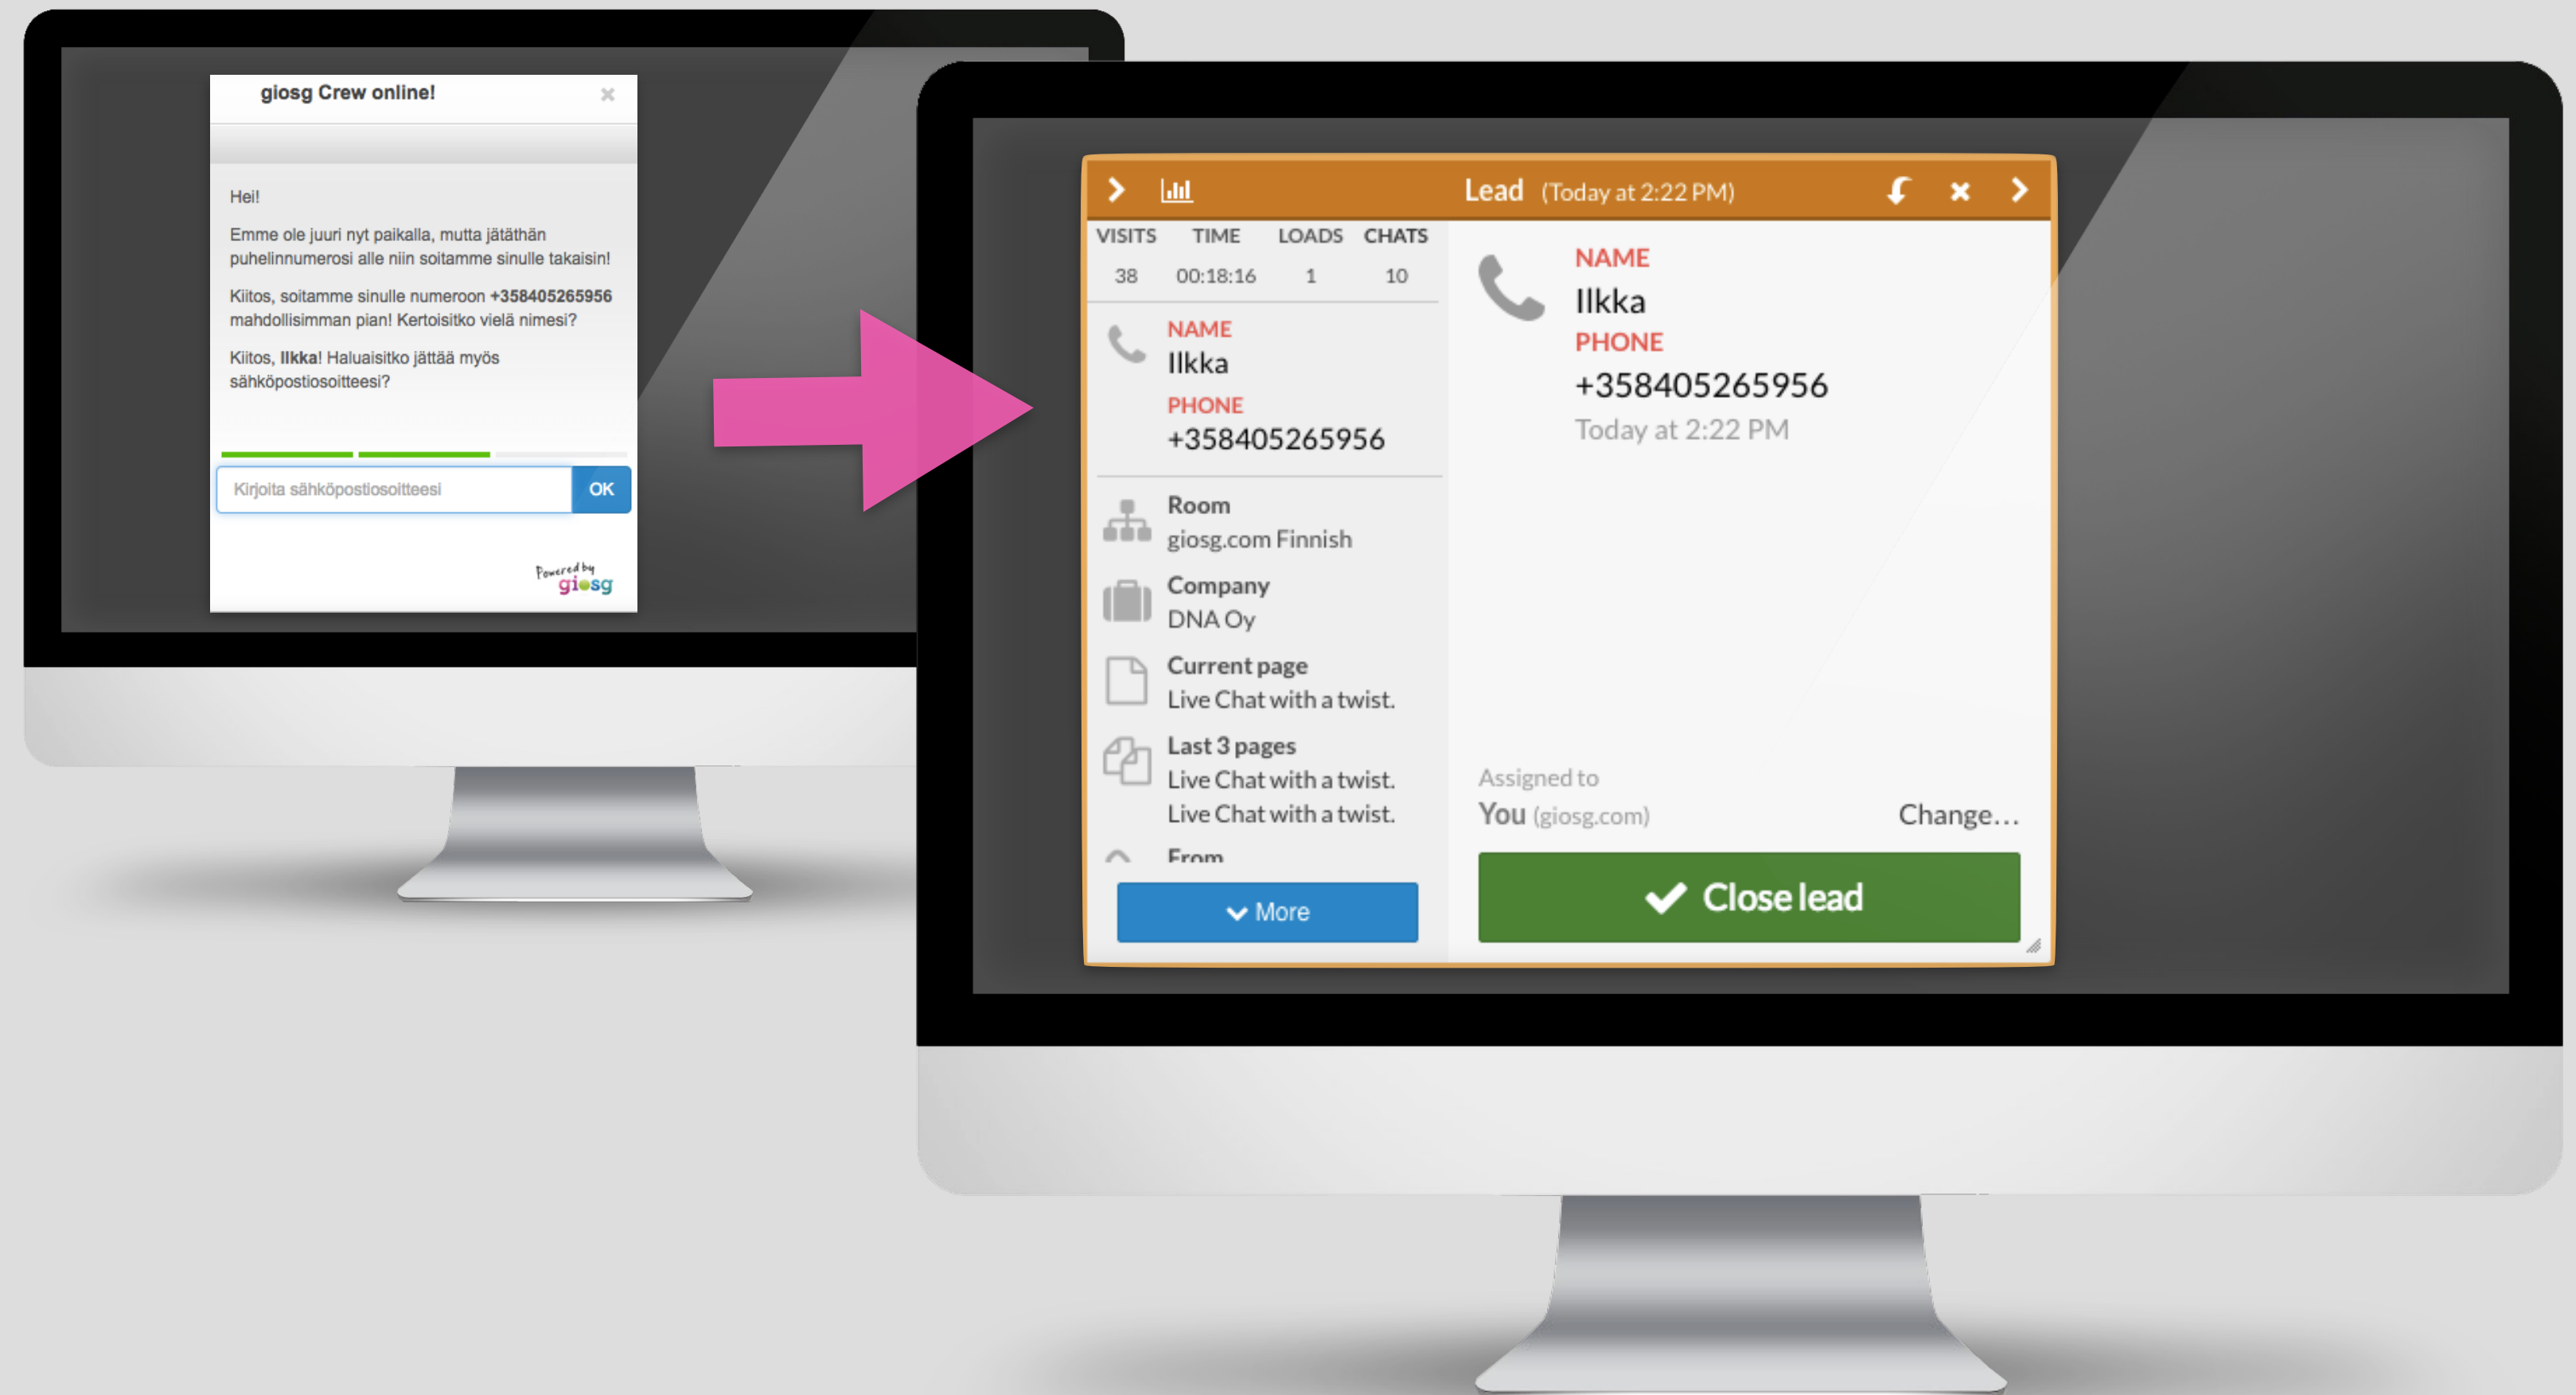 giosg Crew online!
Hei!
Emme ole juuri nyt paikalla, mutta jätäthän
puhelinnumerosi alle niin soitamme sinulle takaisin!
Kiitos, soitamme sinulle numeroon +358405265956
mahdollisimman pian! Kertoisitko vielä nimesi?
Kiitos, Ilkka! Haluaisitko jättää myös
sähköpostiosoitteesi?
Kirjoita sähköpostiosoitteesi OK
Powered by
giosg
Lead (Today at 2:22 PM)
VISITS TIME LOADS CHATS
38 00:18:16 1 10
NAME
Ilkka
PHONE
+358405265956
Room
giosg.com Finnish
Company
DNA Oy
Current page
Live Chat with a twist.
Last 3 pages
Live Chat with a twist.
Live Chat with a twist.
From
More
NAME
Ilkka
PHONE
+358405265956
Today at 2:22 PM
Assigned to
You (giosg.com) Change...
Close lead